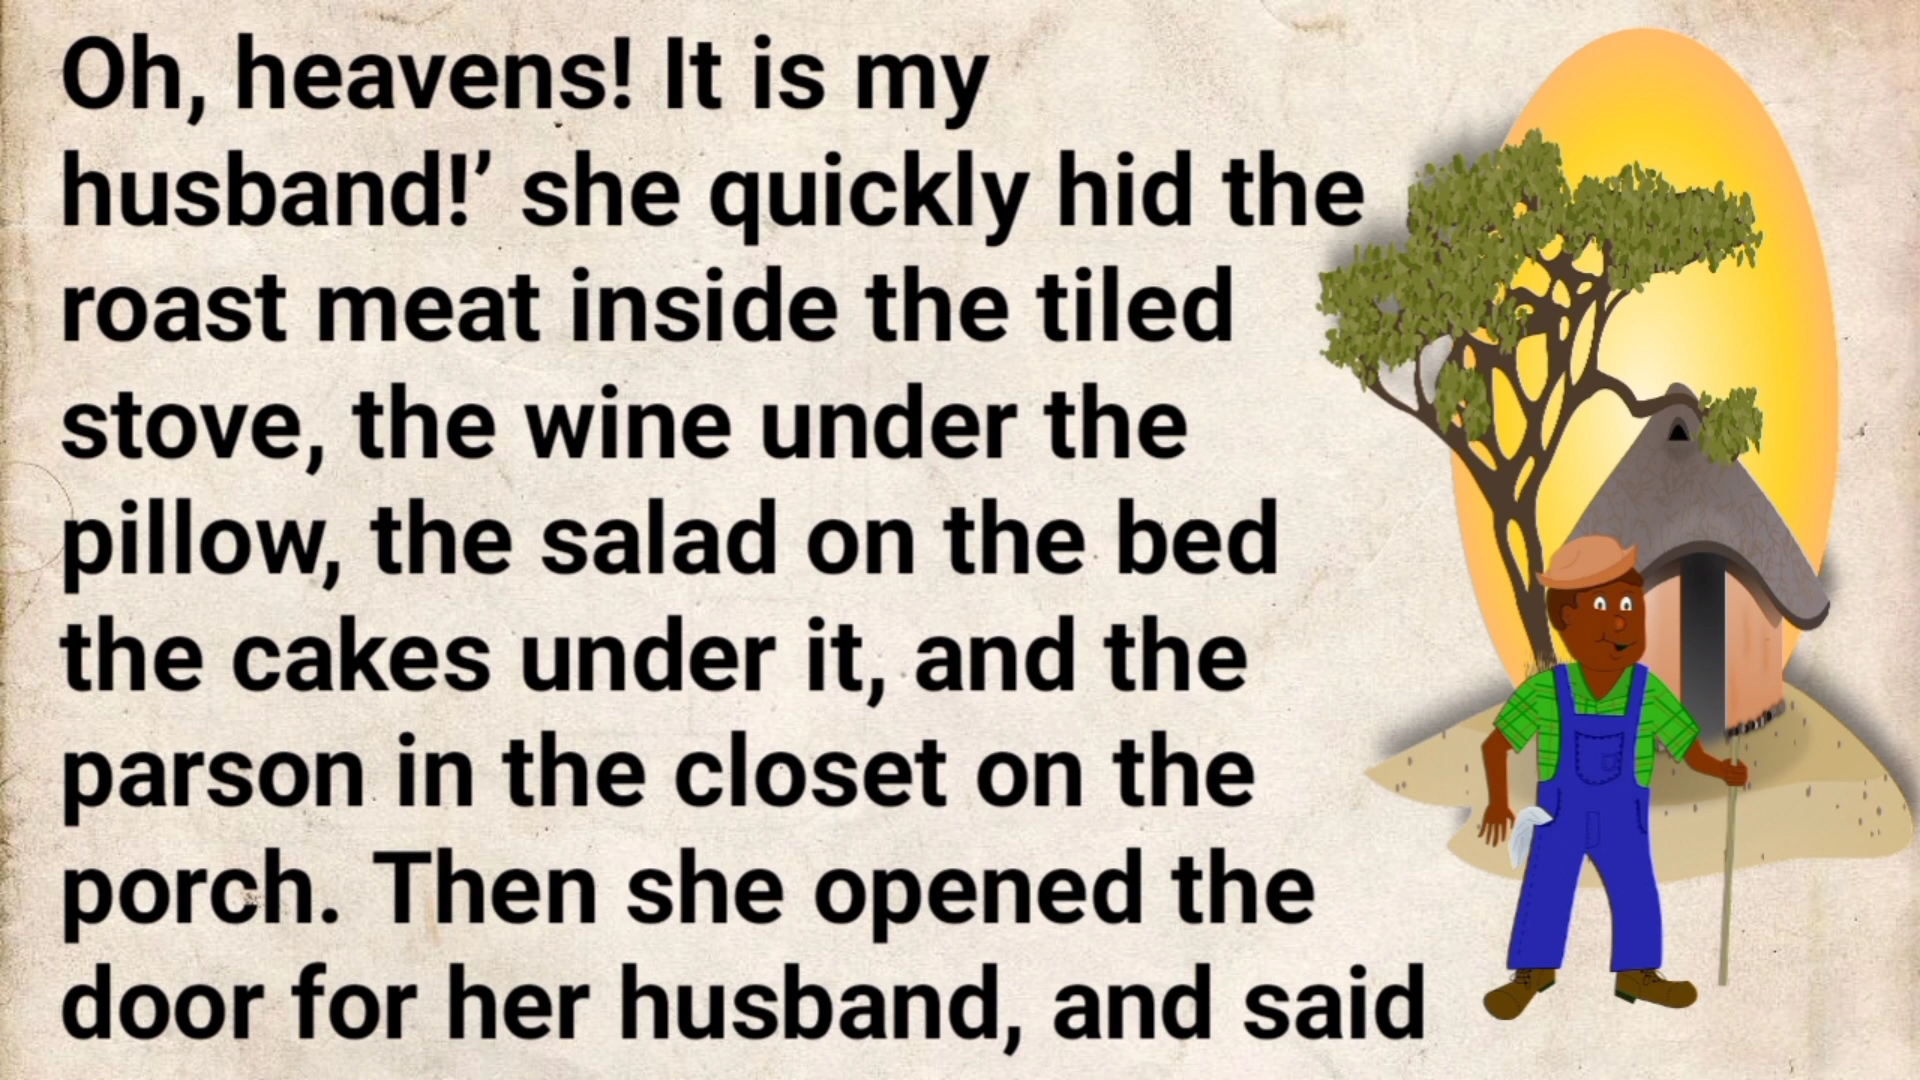 Oh, heavens! It is my
husband!’ she quickly hid the
roast meat inside the tiled
stove, the wine under the
pillow, the salad on the bed
the cakes under it, and the
parson in the closet on the
porch. Then she opened the
door for her husband, and said